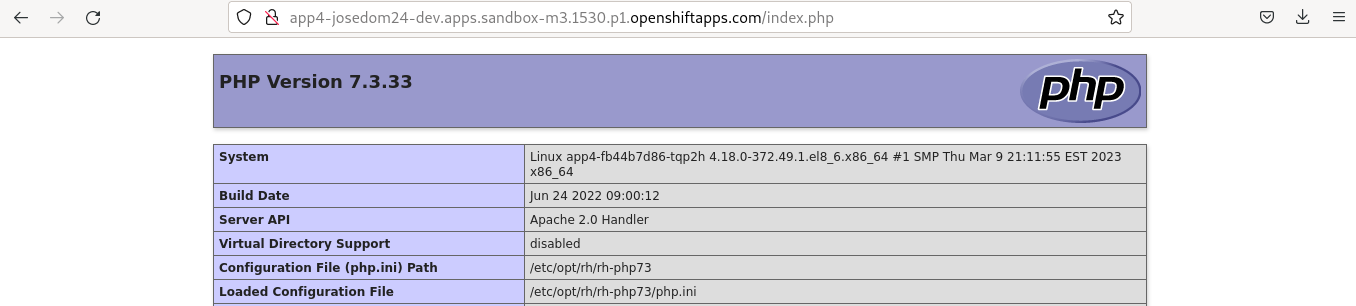 app4-josedom24-dev.apps.sandbox-m3.1530.p1.openshiftapps.com/index.php
PHP Version 7.3.33
php
System
Linux app4-fb44b7d86-tqp2h 4.18.0-372.49.1.el8_6.x86_64 #1 SMP Thu Mar 9 21:11:55 EST 2023
x86_64
Build Date
Jun 24 2022 09:00:12
Server API
Apache 2.0 Handler
Virtual Directory Support
disabled
Configuration File (php.ini) Path
/etc/opt/rh/rh-php73
Loaded Configuration File
/etc/opt/rh/rh-php73/php.ini